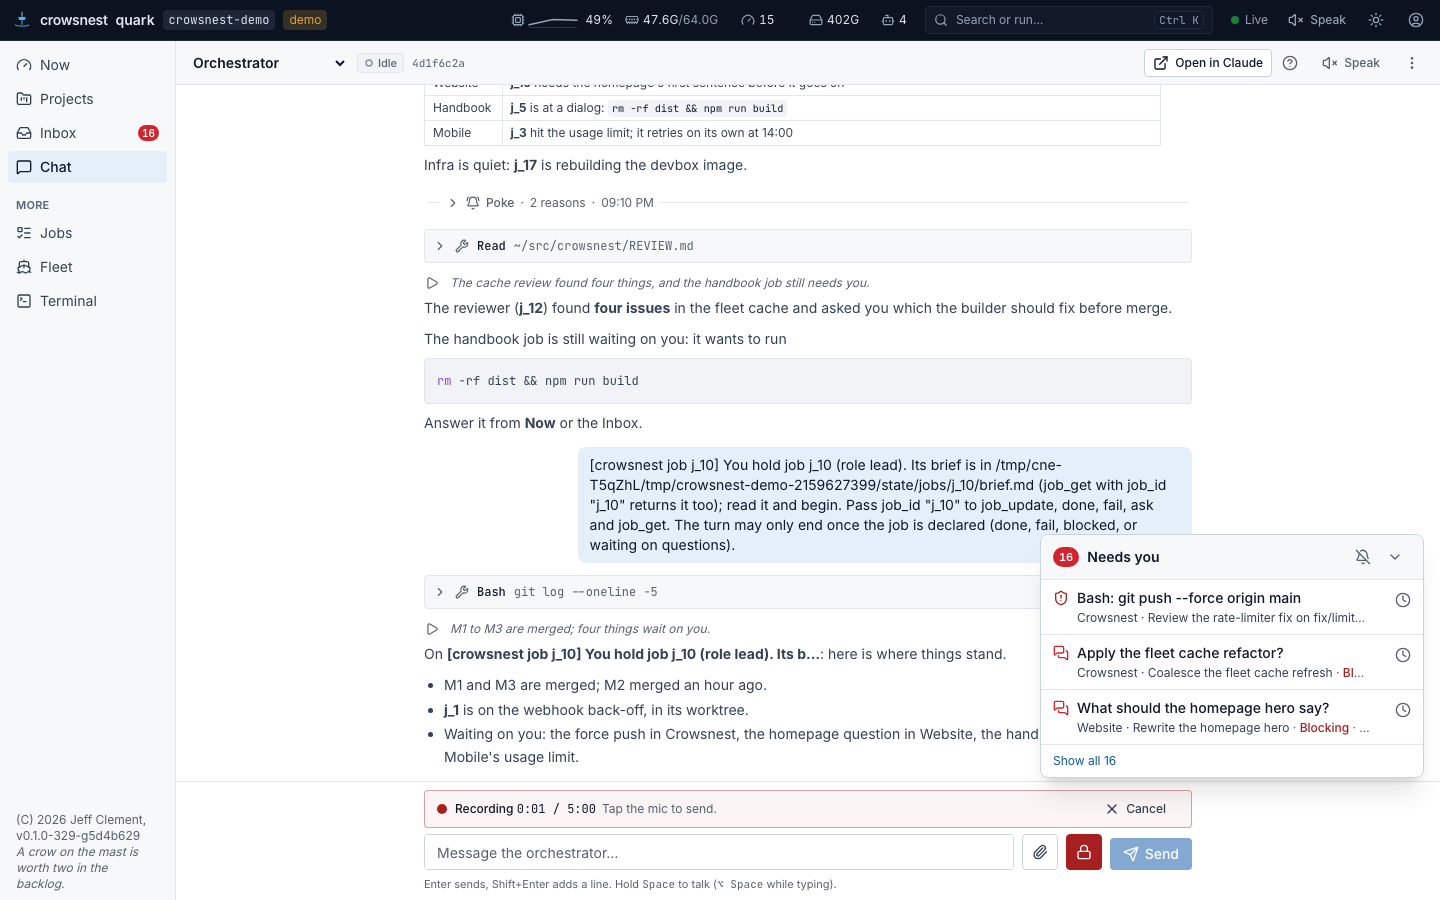 crowsnest quark crowsnest-demo demo 49% 47.6G/64.0G 15 402G 4 Search or run... Ctrl K Live Speak
Now
Projects
Inbox 16
Chat
MORE
Jobs
Fleet
Terminal
(C) 2026 Jeff Clement,
v0.1.0-329-g5d4b629
A crow on the mast is
worth two in the
backlog.
Orchestrator Idle 4d1f6c2a Open in Claude Speak
Handbook j_5 is at a dialog: rm -rf dist && npm run build
Mobile j_3 hit the usage limit; it retries on its own at 14:00
Infra is quiet: j_17 is rebuilding the devbox image.
Poke · 2 reasons · 09:10 PM
Read ~/src/crowsnest/REVIEW.md
The cache review found four things, and the handbook job still needs you.
The reviewer (j_12) found four issues in the fleet cache and asked you which the builder should fix before merge.
The handbook job is still waiting on you: it wants to run
rm -rf dist && npm run build
Answer it from Now or the Inbox.
[crowsnest job j_10] You hold job j_10 (role lead). Its brief is in /tmp/cne-
T5qZhL/tmp/crowsnest-demo-2159627399/state/jobs/j_10/brief.md (job_get with job_id
"j_10" returns it too); read it and begin. Pass job_id "j_10" to job_update, done, fail, ask
and job_get. The turn may only end once the job is declared (done, fail, blocked, or
waiting on questions).
Bash git log --oneline -5
M1 to M3 are merged; four things wait on you.
On [crowsnest job j_10] You hold job j_10 (role lead). Its b...: here is where things stand.
M1 and M3 are merged; M2 merged an hour ago.
j_1 is on the webhook back-off, in its worktree.
Waiting on you: the force push in Crowsnest, the homepage question in Website, the hand
Mobile's usage limit.
16 Needs you
Bash: git push --force origin main
Crowsnest · Review the rate-limiter fix on fix/limit...
Apply the fleet cache refactor?
Crowsnest · Coalesce the fleet cache refresh · Bl...
What should the homepage hero say?
Website · Rewrite the homepage hero · Blocking · ...
Show all 16
Recording 0:01 / 5:00 Tap the mic to send. Cancel
Message the orchestrator... Send
Enter sends, Shift+Enter adds a line. Hold Space to talk (⌥ Space while typing).